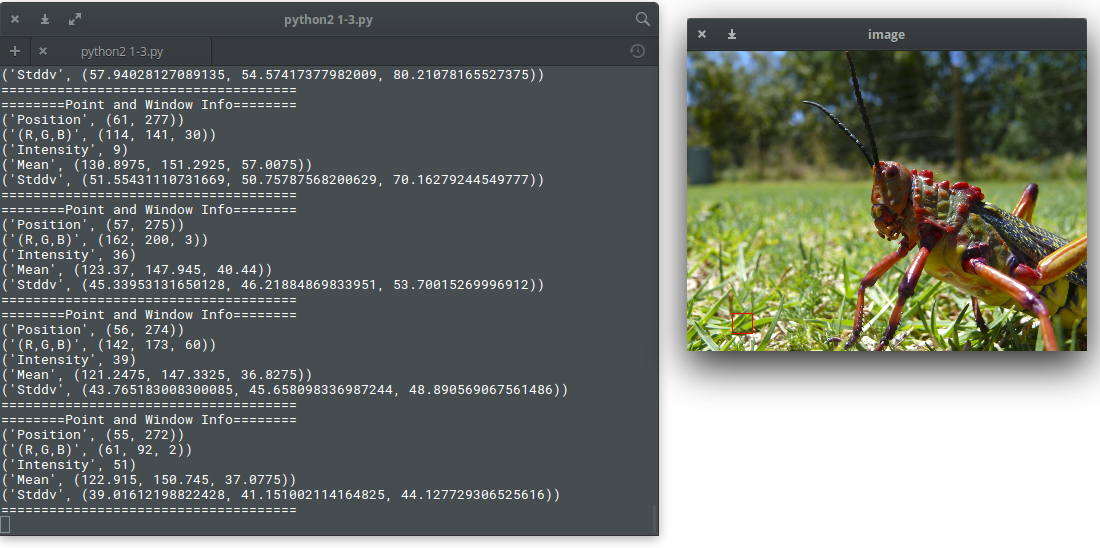 python2 1-3.py
python2 1-3.py
('Stddv', (57.94028127089135, 54.57417377982009, 80.21078165527375))
=====================================
========Point and Window Info========
('Position', (61, 277))
('(R,G,B)', (114, 141, 30))
('Intensity', 9)
('Mean', (130.8975, 151.2925, 57.0075))
('Stddv', (51.55431110731669, 50.75787568200629, 70.16279244549777))
=====================================
========Point and Window Info========
('Position', (57, 275))
('(R,G,B)', (162, 200, 3))
('Intensity', 36)
('Mean', (123.37, 147.945, 40.44))
('Stddv', (45.33953131650128, 46.21884869833951, 53.70015269996912))
=====================================
========Point and Window Info========
('Position', (56, 274))
('(R,G,B)', (142, 173, 60))
('Intensity', 39)
('Mean', (121.2475, 147.3325, 36.8275))
('Stddv', (43.765183008300085, 45.658098336987244, 48.890569067561486))
=====================================
========Point and Window Info========
('Position', (55, 272))
('(R,G,B)', (61, 92, 2))
('Intensity', 51)
('Mean', (122.915, 150.745, 37.0775))
('Stddv', (39.01612198822428, 41.151002114164825, 44.127729306525616))
=====================================
image